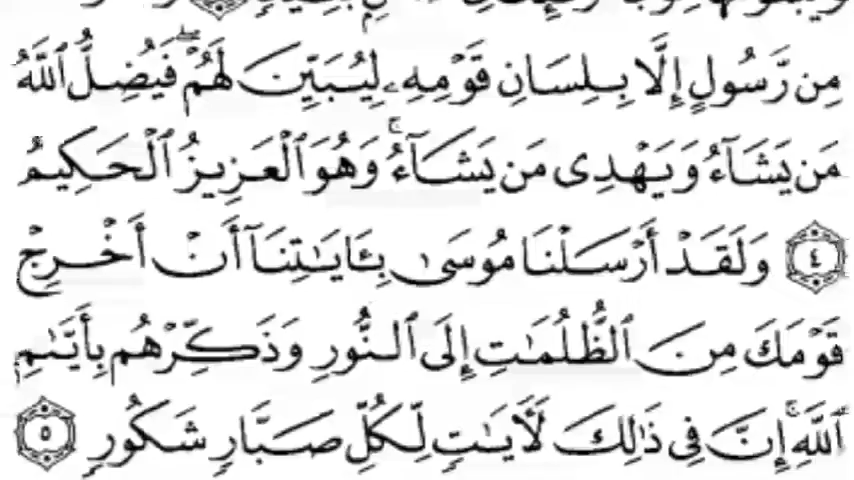 مِن رَّسُولٍ إِلَّا بِلِسَانِ قَوْمِهِۦ لِيُبَيِّنَ لَهُمْۖ فَيُضِلُّ ٱللَّهُ
مَن يَشَآءُ وَيَهْدِى مَن يَشَآءُۚ وَهُوَ ٱلْعَزِيزُ ٱلْحَكِيمُ
٤ وَلَقَدْ أَرْسَلْنَا مُوسَىٰ بِـَٔايَـٰتِنَآ أَنْ أَخْرِجْ
قَوْمَكَ مِنَ ٱلظُّلُمَـٰتِ إِلَى ٱلنُّورِ وَذَكِّرْهُم بِأَيَّىٰمِ
ٱللَّهِۚ إِنَّ فِى ذَٰلِكَ لَـَٔايَـٰتٍ لِّكُلِّ صَبَّارٍ شَكُورٍ ٥